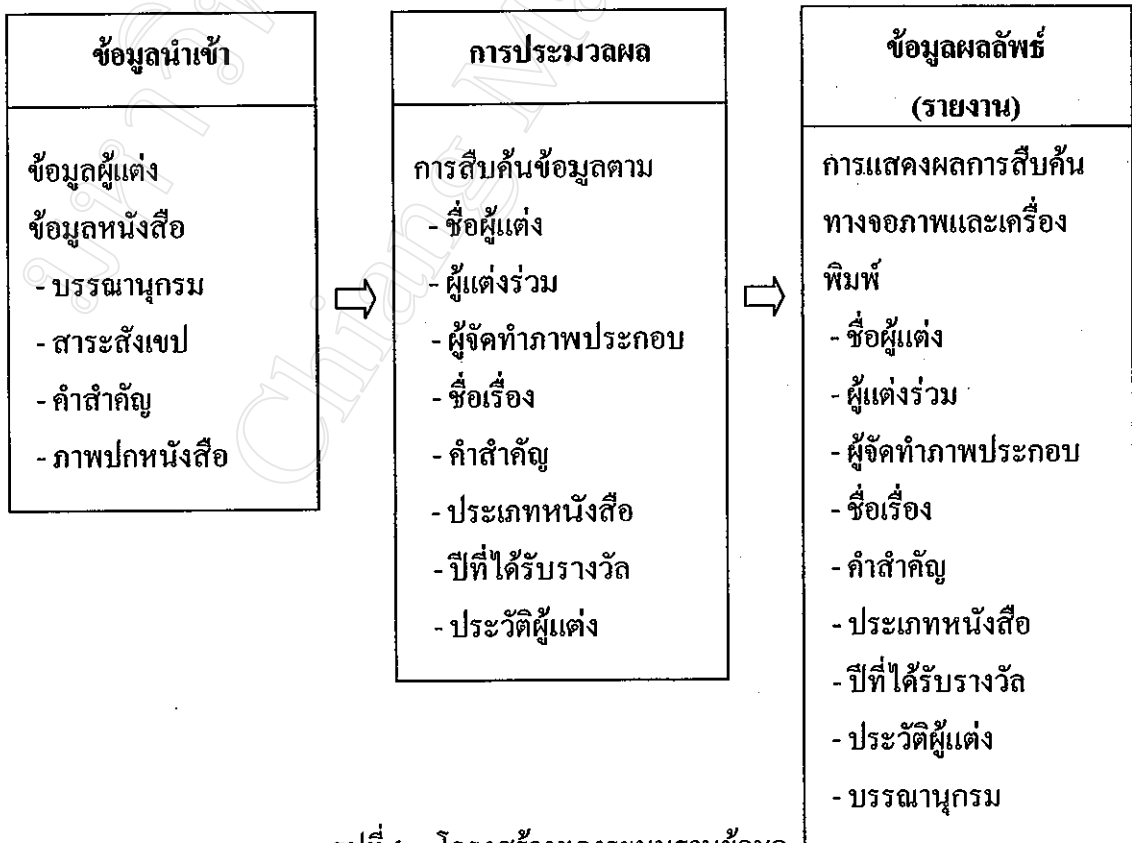 ข้อมูลนำเข้า
ข้อมูลผู้แต่ง
ข้อมูลหนังสือ
- บรรณานุกรม
- สาระสังเขป
- คำสำคัญ
- ภาพปกหนังสือ
การประมวลผล
การสืบค้นข้อมูลตาม
- ชื่อผู้แต่ง
- ผู้แต่งร่วม
- ผู้จัดทำภาพประกอบ
- ชื่อเรื่อง
- คำสำคัญ
- ประเภทหนังสือ
- ปีที่ได้รับรางวัล
- ประวัติผู้แต่ง
ข้อมูลผลลัพธ์
(รายงาน)
การแสดงผลการสืบค้น
ทางจอภาพและเครื่อง
พิมพ์
- ชื่อผู้แต่ง
- ผู้แต่งร่วม
- ผู้จัดทำภาพประกอบ
- ชื่อเรื่อง
- คำสำคัญ
- ประเภทหนังสือ
- ปีที่ได้รับรางวัล
- ประวัติผู้แต่ง
- บรรณานุกรม
Chiang